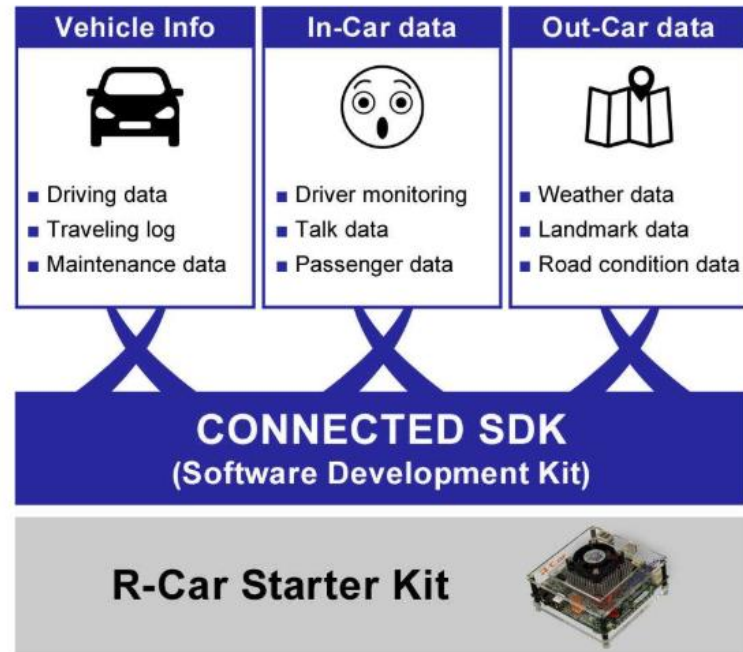 Vehicle Info
Driving data
Traveling log
Maintenance data
In-Car data
Driver monitoring
Talk data
Passenger data
Out-Car data
Weather data
Landmark data
Road condition data
CONNECTED SDK
(Software Development Kit)
R-Car Starter Kit